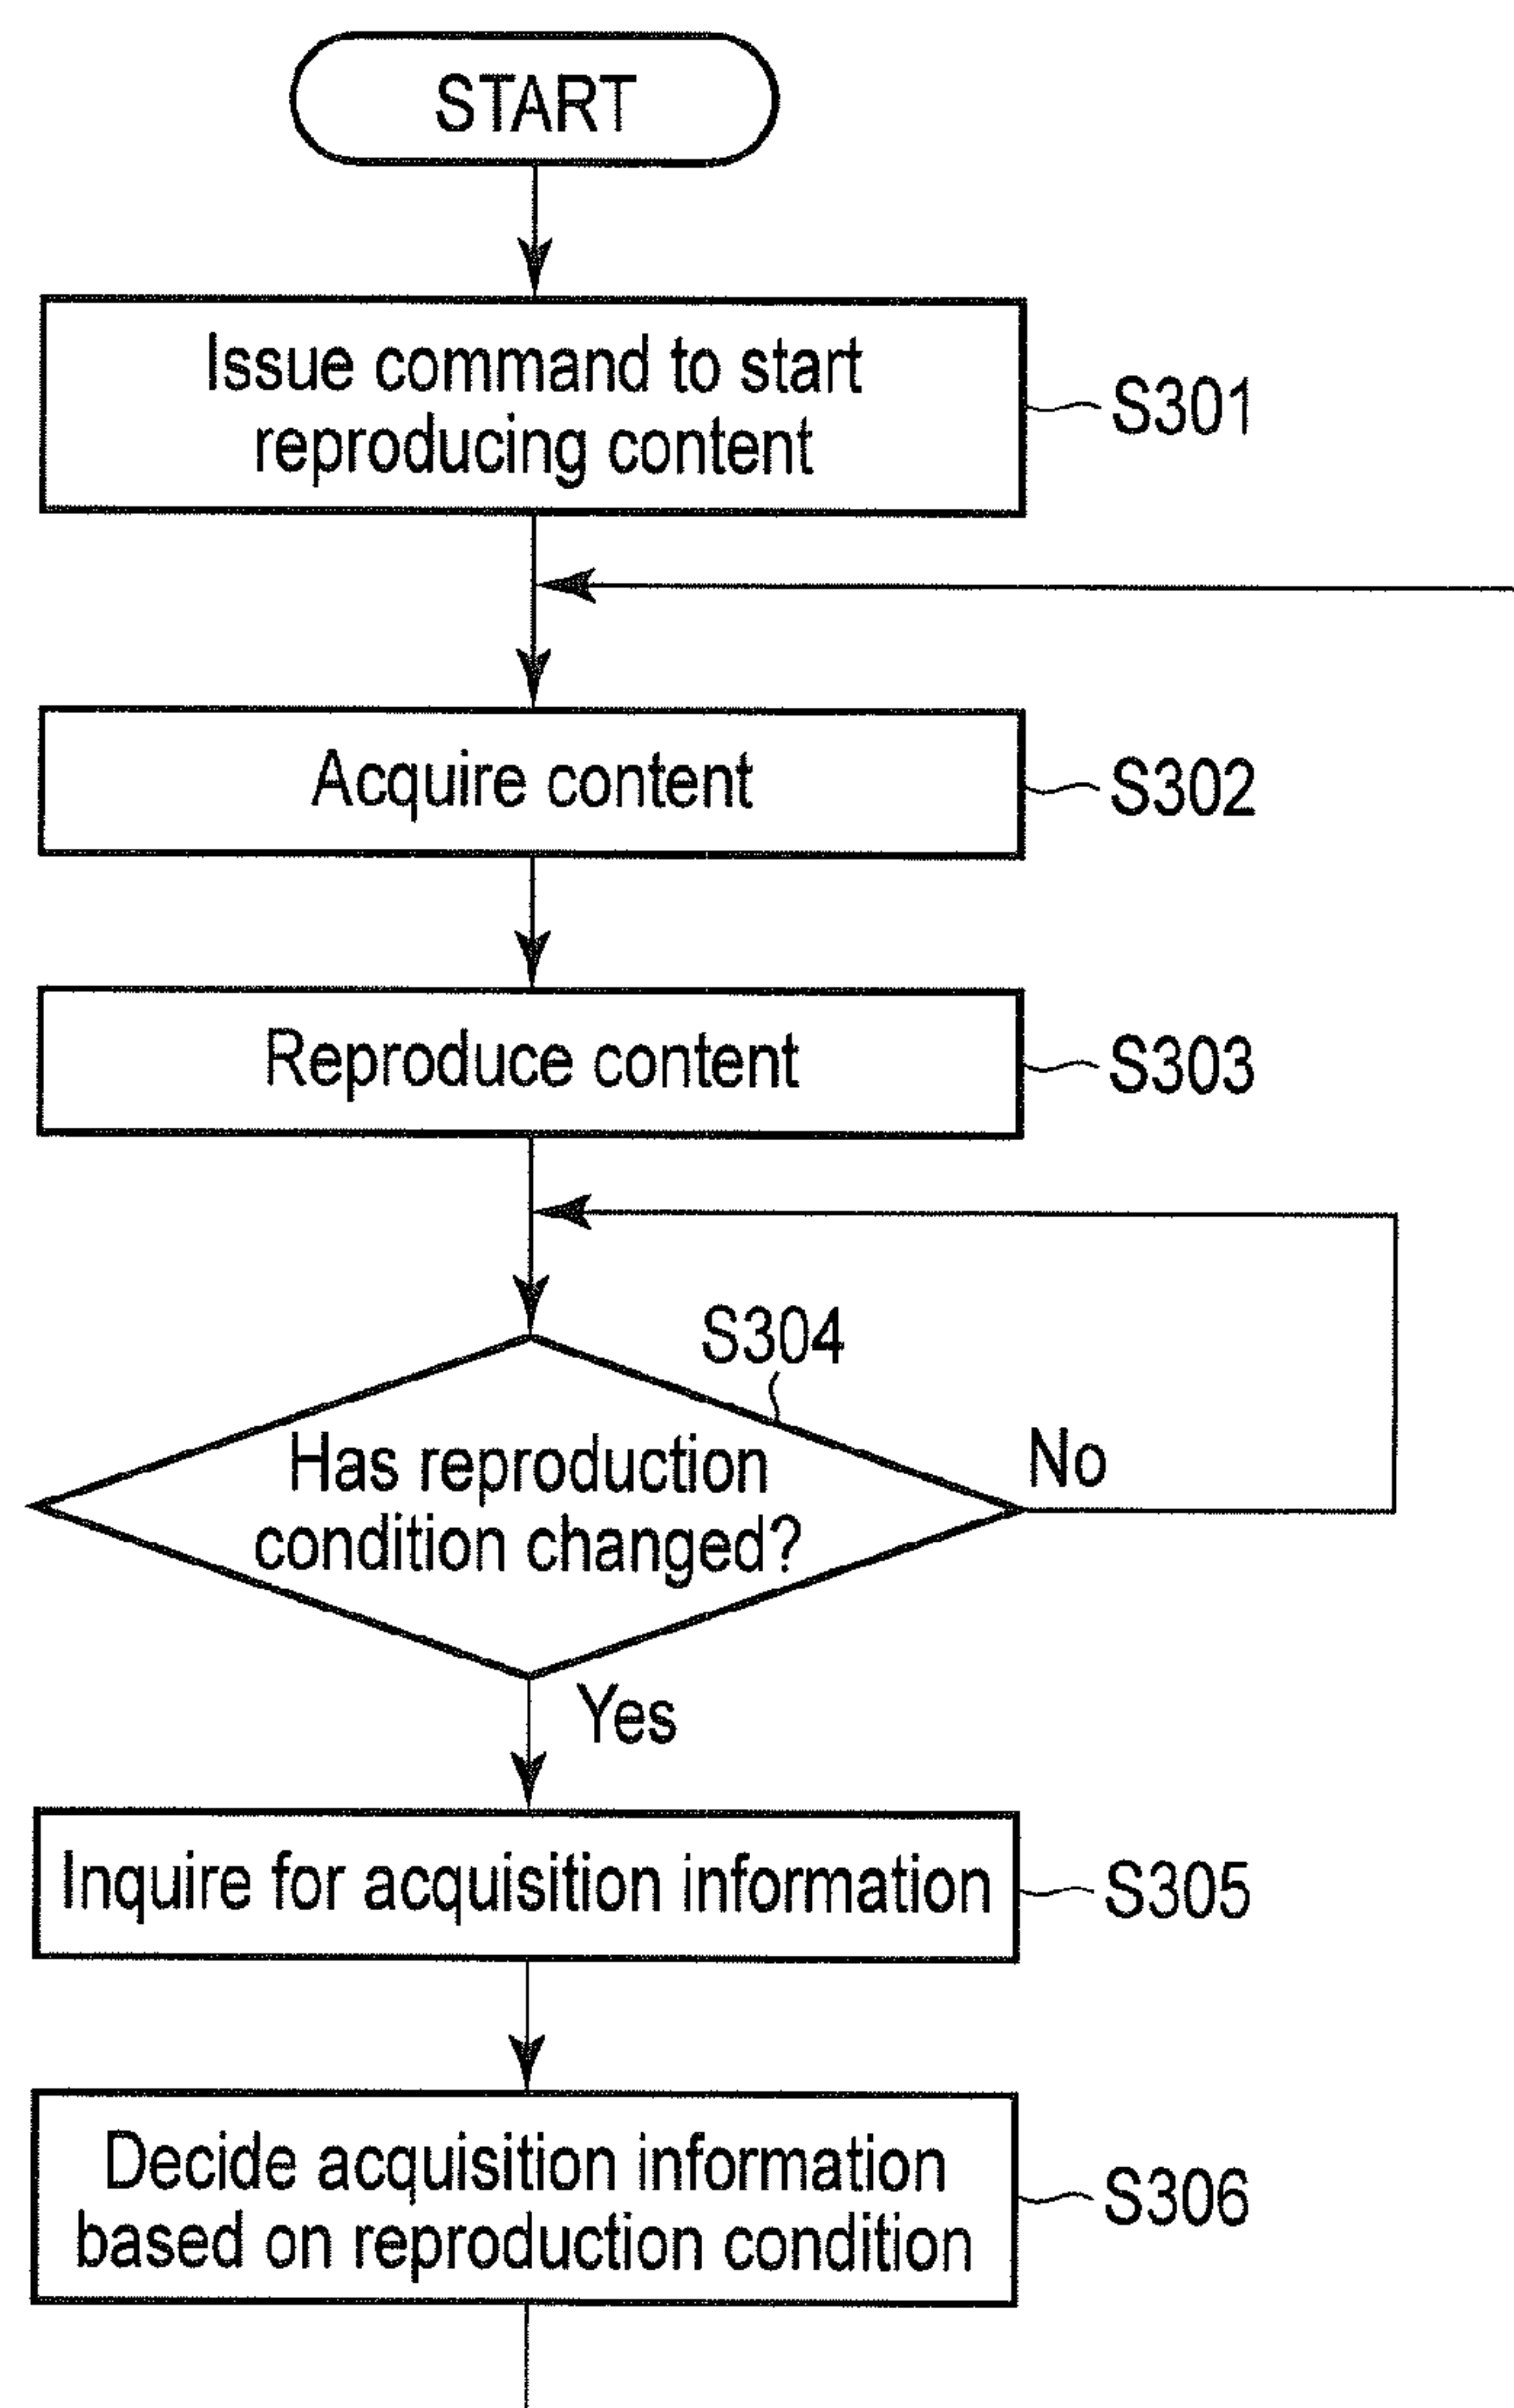 START
Issue command to start
reproducing content
S301
Acquire content
S302
Reproduce content
S303
S304
Has reproduction
condition changed?
No
Yes
Inquire for acquisition information
S305
Decide acquisition information
based on reproduction condition
S306